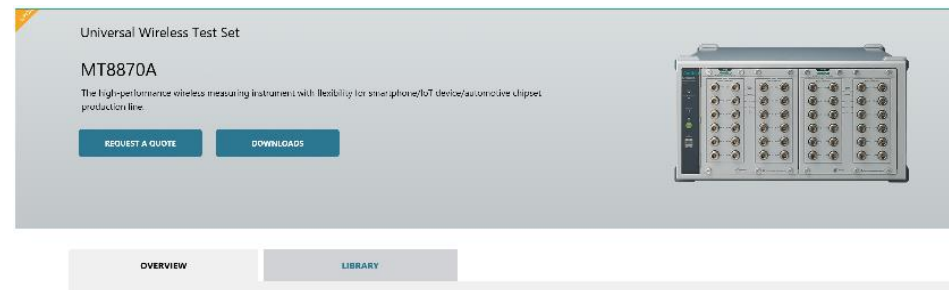 Universal Wireless Test Set
MT8870A
The high-performance wireless measuring instrument with flexibility for smartphone/IoT device/automotive chipset
production line.
REQUEST A QUOTE
DOWNLOADS
OVERVIEW
LIBRARY